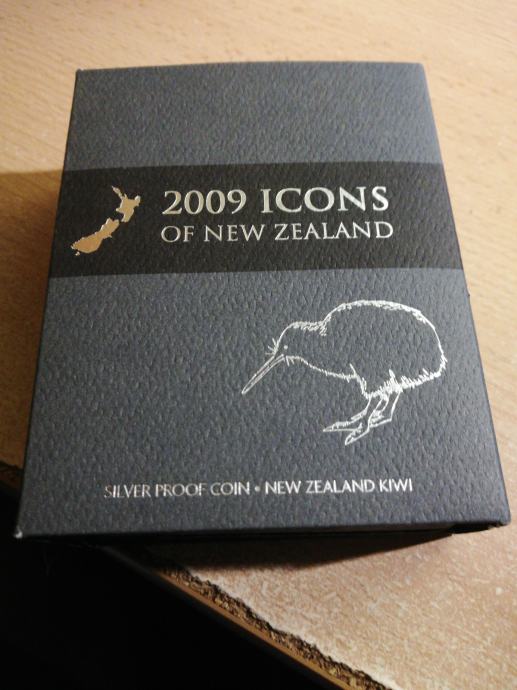 2009 ICONS
OF NEW ZEALAND
SILVER PROOF COIN • NEW ZEALAND KIWI